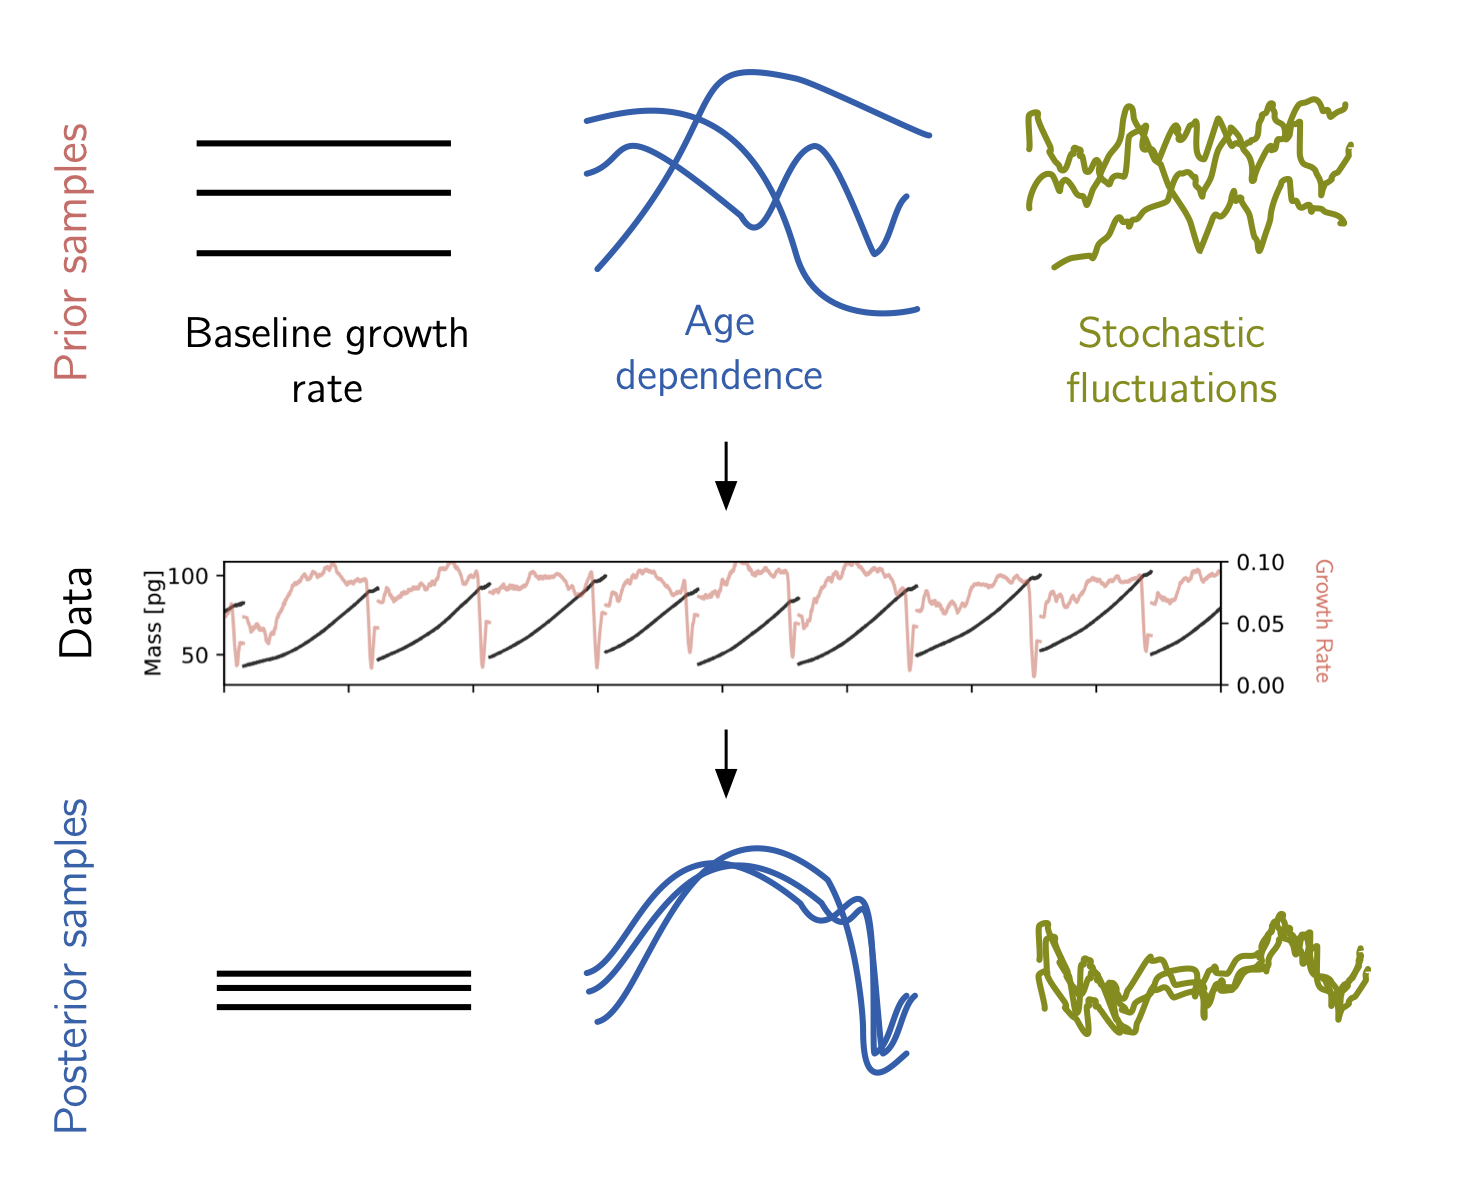 Prior samples
Baseline growth
rate
Age
dependence
Stochastic
fluctuations
Data
Mass [pg]
100
50
0.10
0.05
0.00
Growth Rate
Posterior samples